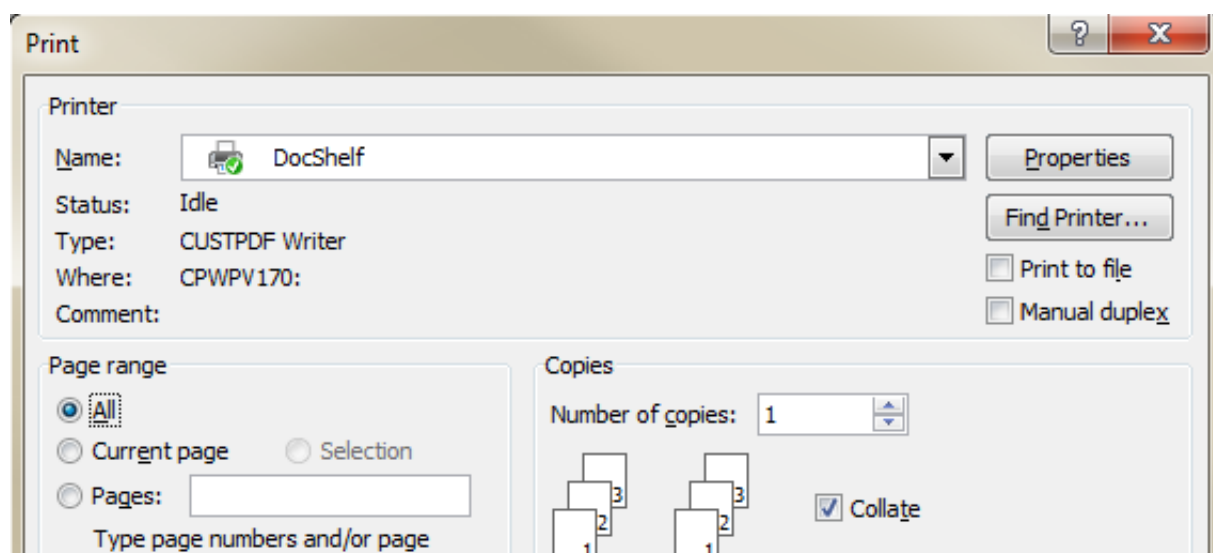 Print
Printer
Name: DocShelf Properties
Status: Idle Find Printer...
Type: CUSTPDF Writer
Where: CPWPV170: Print to file
Comment: Manual duplex
Page range Copies
All Number of copies: 1
Current page Selection
Pages: 3 3 Collate
2 2
Type page numbers and/or page 1 1